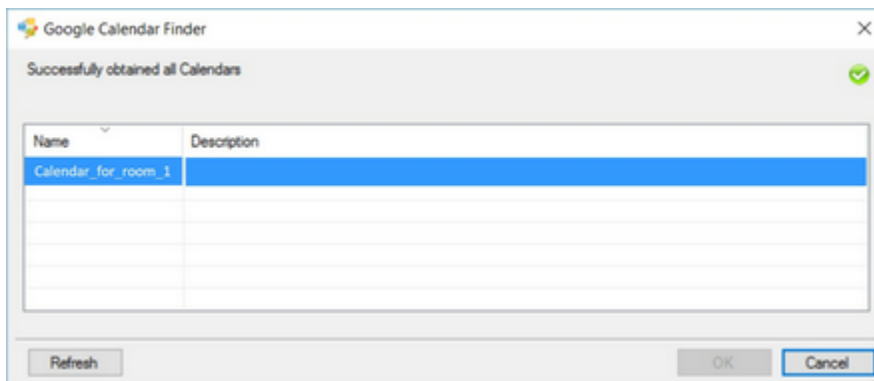 Google Calendar Finder
Successfully obtained all Calendars
Name Description
Calendar_for_room_1
Refresh OK Cancel